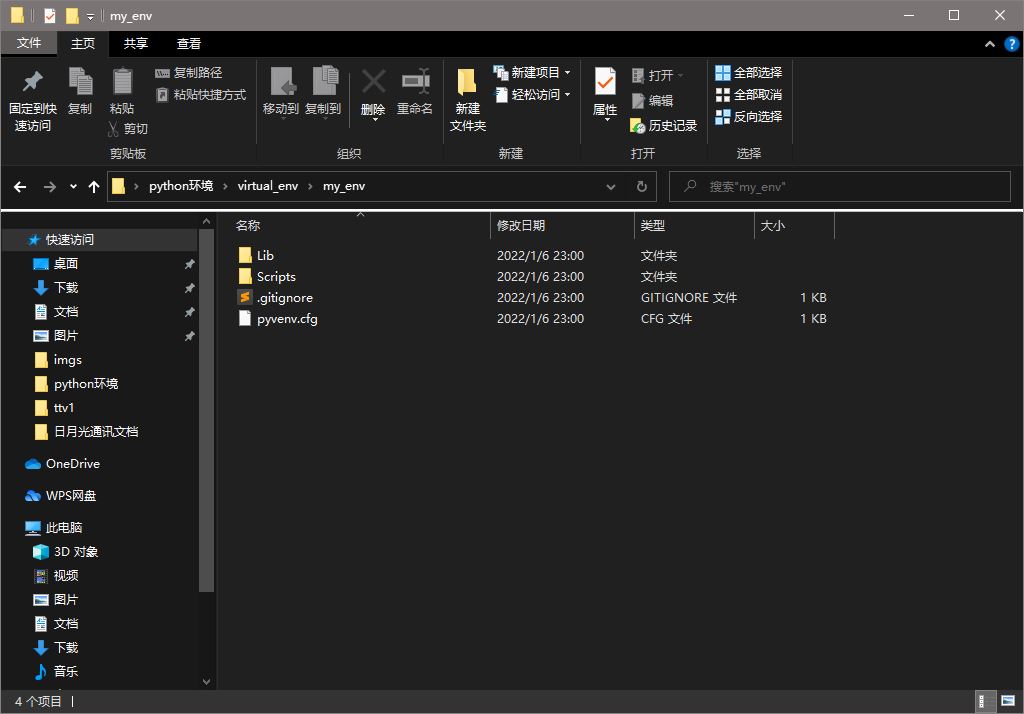 my_env
文件 主页 共享 查看
固定到快速访问
复制
粘贴
复制路径
粘贴快捷方式
剪切
剪贴板
移动到 复制到 删除 重命名
组织
新建
文件夹
新建项目
轻松访问
新建
属性
打开
编辑
历史记录
打开
全部选择
全部取消
反向选择
选择
python环境 › virtual_env › my_env
搜索"my_env"
快速访问
桌面
下载
文档
图片
imgs
python环境
ttv1
日月光通讯文档
OneDrive
WPS网盘
此电脑
3D 对象
视频
图片
文档
下载
音乐
名称 修改日期 类型 大小
Lib 2022/1/6 23:00 文件夹
Scripts 2022/1/6 23:00 文件夹
.gitignore 2022/1/6 23:00 GITIGNORE 文件 1 KB
pyvenv.cfg 2022/1/6 23:00 CFG 文件 1 KB
4 个项目